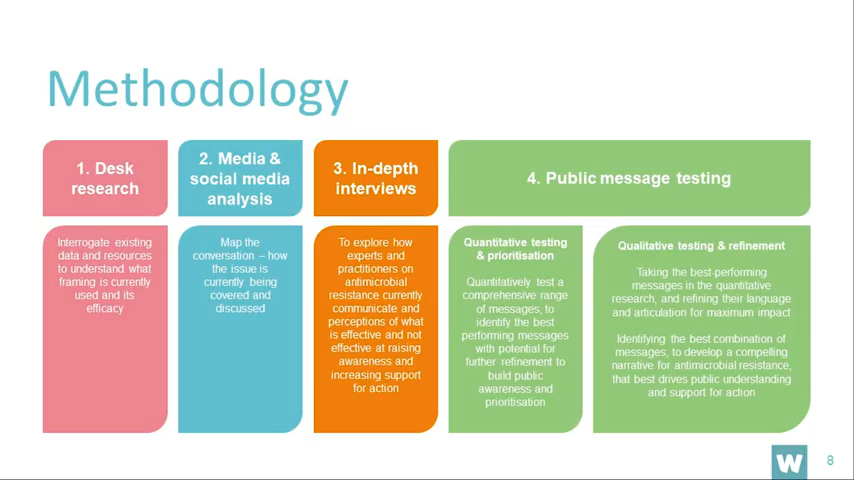 Methodology
1. Desk
research
2. Media &
social media
analysis
3. In-depth
interviews
4. Public message testing
Interrogate existing
data and resources
to understand what
framing is currently
used and its
efficacy
Map the
conversation – how
the issue is
currently being
covered and
discussed
To explore how
experts and
practitioners on
antimicrobial
resistance currently
communicate and
perceptions of what
is effective and not
effective at raising
awareness and
increasing support
for action
Quantitative testing
& prioritisation
Quantitatively test a
comprehensive range
of messages, to
identify the best
performing messages
with potential for
further refinement to
build public
awareness and
prioritisation
Qualitative testing & refinement
Taking the best-performing
messages in the quantitative
research, and refining their language
and articulation for maximum impact
Identifying the best combination of
messages, to develop a compelling
narrative for antimicrobial resistance,
that best drives public understanding
and support for action
W
8